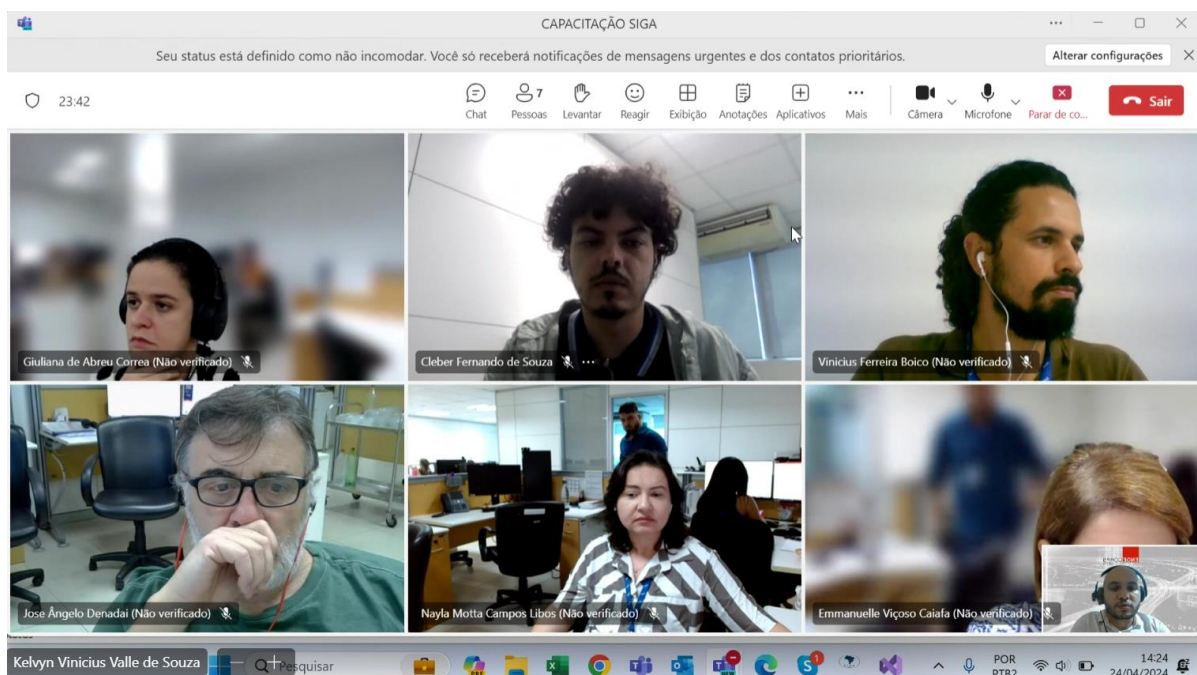 CAPACITAÇÃO SIGA
Seu status está definido como não incomodar. Você só receberá notificações de mensagens urgentes e dos contatos prioritários.
Alterar configurações
23:42
7
Chat
Pessoas
Levantar
Reagir
Exibição
Anotações
Aplicativos
Mais
Câmera
Microfone
Parar de co...
Sair
Giuliana de Abreu Correa (Não verificado)
Cleber Fernando de Souza
Vinicius Ferreira Boico (Não verificado)
Jose Ângelo Denadai (Não verificado)
Nayla Motta Campos Libos (Não verificado)
Emmanuelle Viçoso Caiafa (Não verificado)
Kelvyn Vinicius Valle de Souza
Pesquisar
POR
PTB2
14:24
24/04/2024